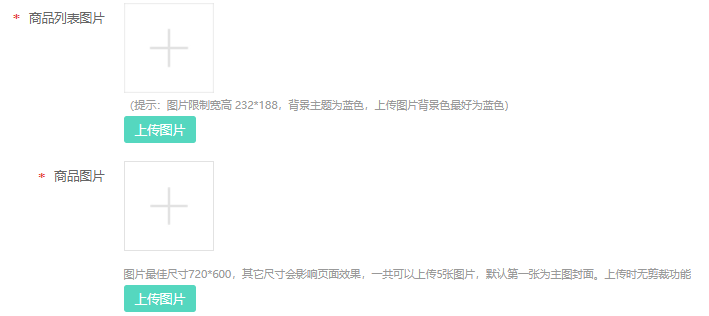 * 商品列表图片
（提示：图片限制宽高 232*188，背景主题为蓝色，上传图片背景色最好为蓝色）
上传图片
* 商品图片
图片最佳尺寸720*600，其它尺寸会影响页面效果，一共可以上传5张图片，默认第一张为主图封面。上传时无剪裁功能
上传图片